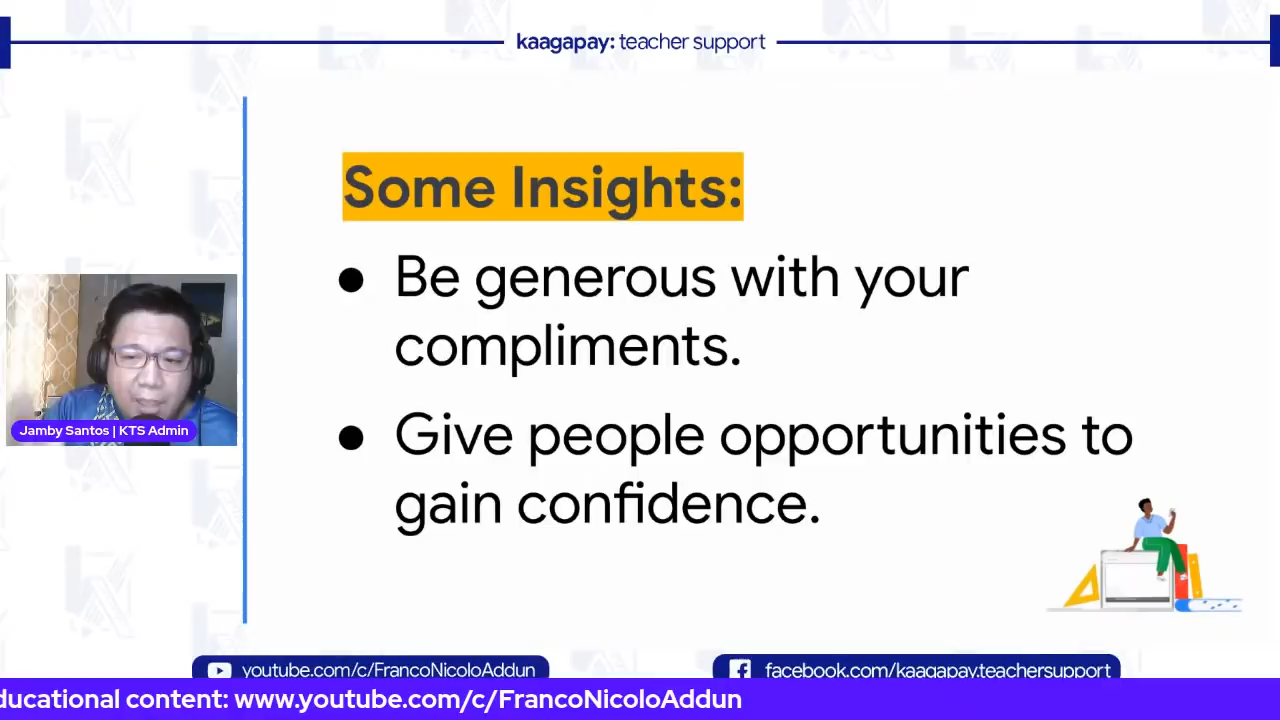 kaagapay: teacher support
Some Insights:
● Be generous with your
compliments.
● Give people opportunities to
gain confidence.
Jamby Santos | KTS Admin
youtube.com/c/FrancoNicoloAddun
facebook.com/kaagapay.teachersupport
ducational content: www.youtube.com/c/FrancoNicoloAddun